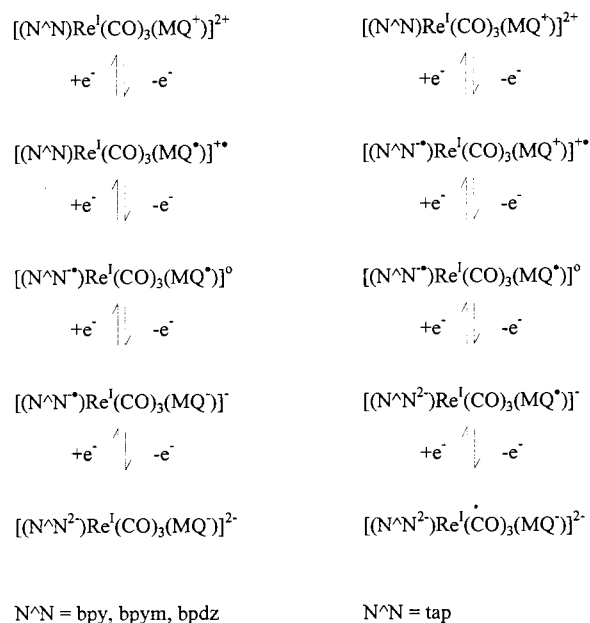 [(N^N)Re^I(CO)₃(MQ⁺)]²⁺
+e⁻ -e⁻
[(N^N)Re^I(CO)₃(MQ•)]⁺•
+e⁻ -e⁻
[(N^N⁻•)Re^I(CO)₃(MQ•)]⁰
+e⁻ -e⁻
[(N^N⁻•)Re^I(CO)₃(MQ⁻)]⁻
+e⁻ -e⁻
[(N^N²⁻)Re^I(CO)₃(MQ⁻)]²⁻
N^N = bpy, bpym, bpdz
[(N^N)Re^I(CO)₃(MQ⁺)]²⁺
+e⁻ -e⁻
[(N^N⁻•)Re^I(CO)₃(MQ⁺)]⁺•
+e⁻ -e⁻
[(N^N⁻•)Re^I(CO)₃(MQ•)]⁰
+e⁻ -e⁻
[(N^N²⁻)Re^I(CO)₃(MQ•)]⁻
+e⁻ -e⁻
[(N^N²⁻)Re^I(CO)₃(MQ⁻)]²⁻
N^N = tap